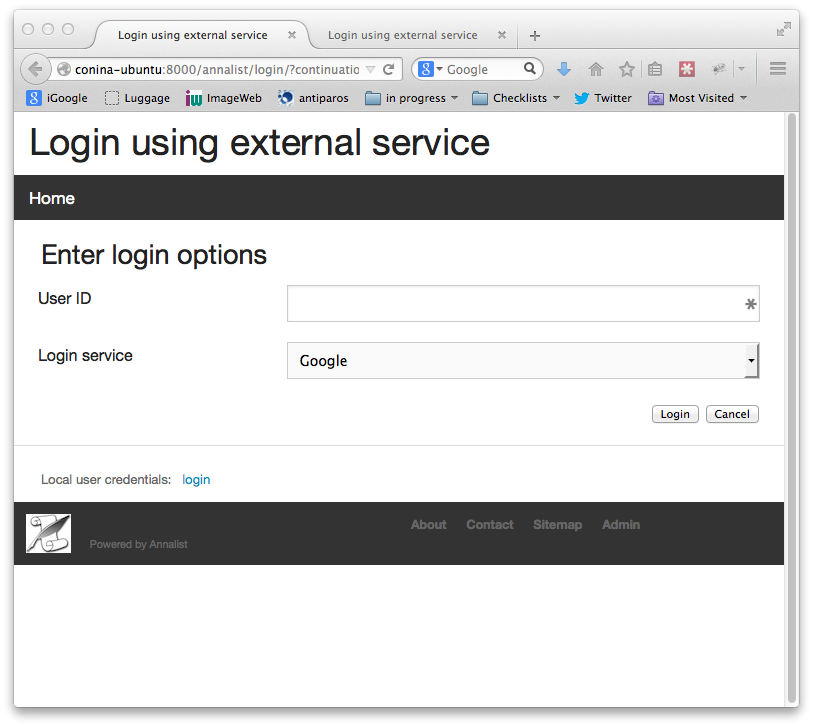 Login using external service Login using external service
conina-ubuntu:8000/annalist/login/?continuatio Google
iGoogle Luggage ImageWeb antiparos in progress Checklists Twitter Most Visited
Login using external service
Home
Enter login options
User ID
Login service Google
Login Cancel
Local user credentials: login
About Contact Sitemap Admin
Powered by Annalist